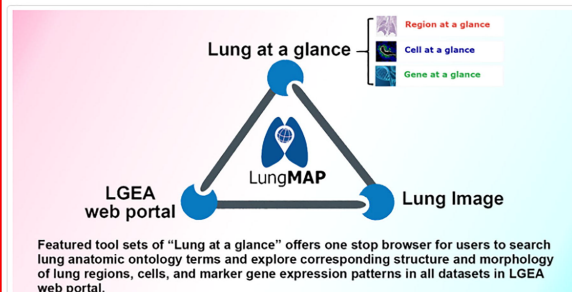 Lung at a glance
Region at a glance
Cell at a glance
Gene at a glance
LungMAP
LGEA
web portal
Lung Image
Featured tool sets of “Lung at a glance” offers one stop browser for users to search
lung anatomic ontology terms and explore corresponding structure and morphology
of lung regions, cells, and marker gene expression patterns in all datasets in LGEA
web portal.